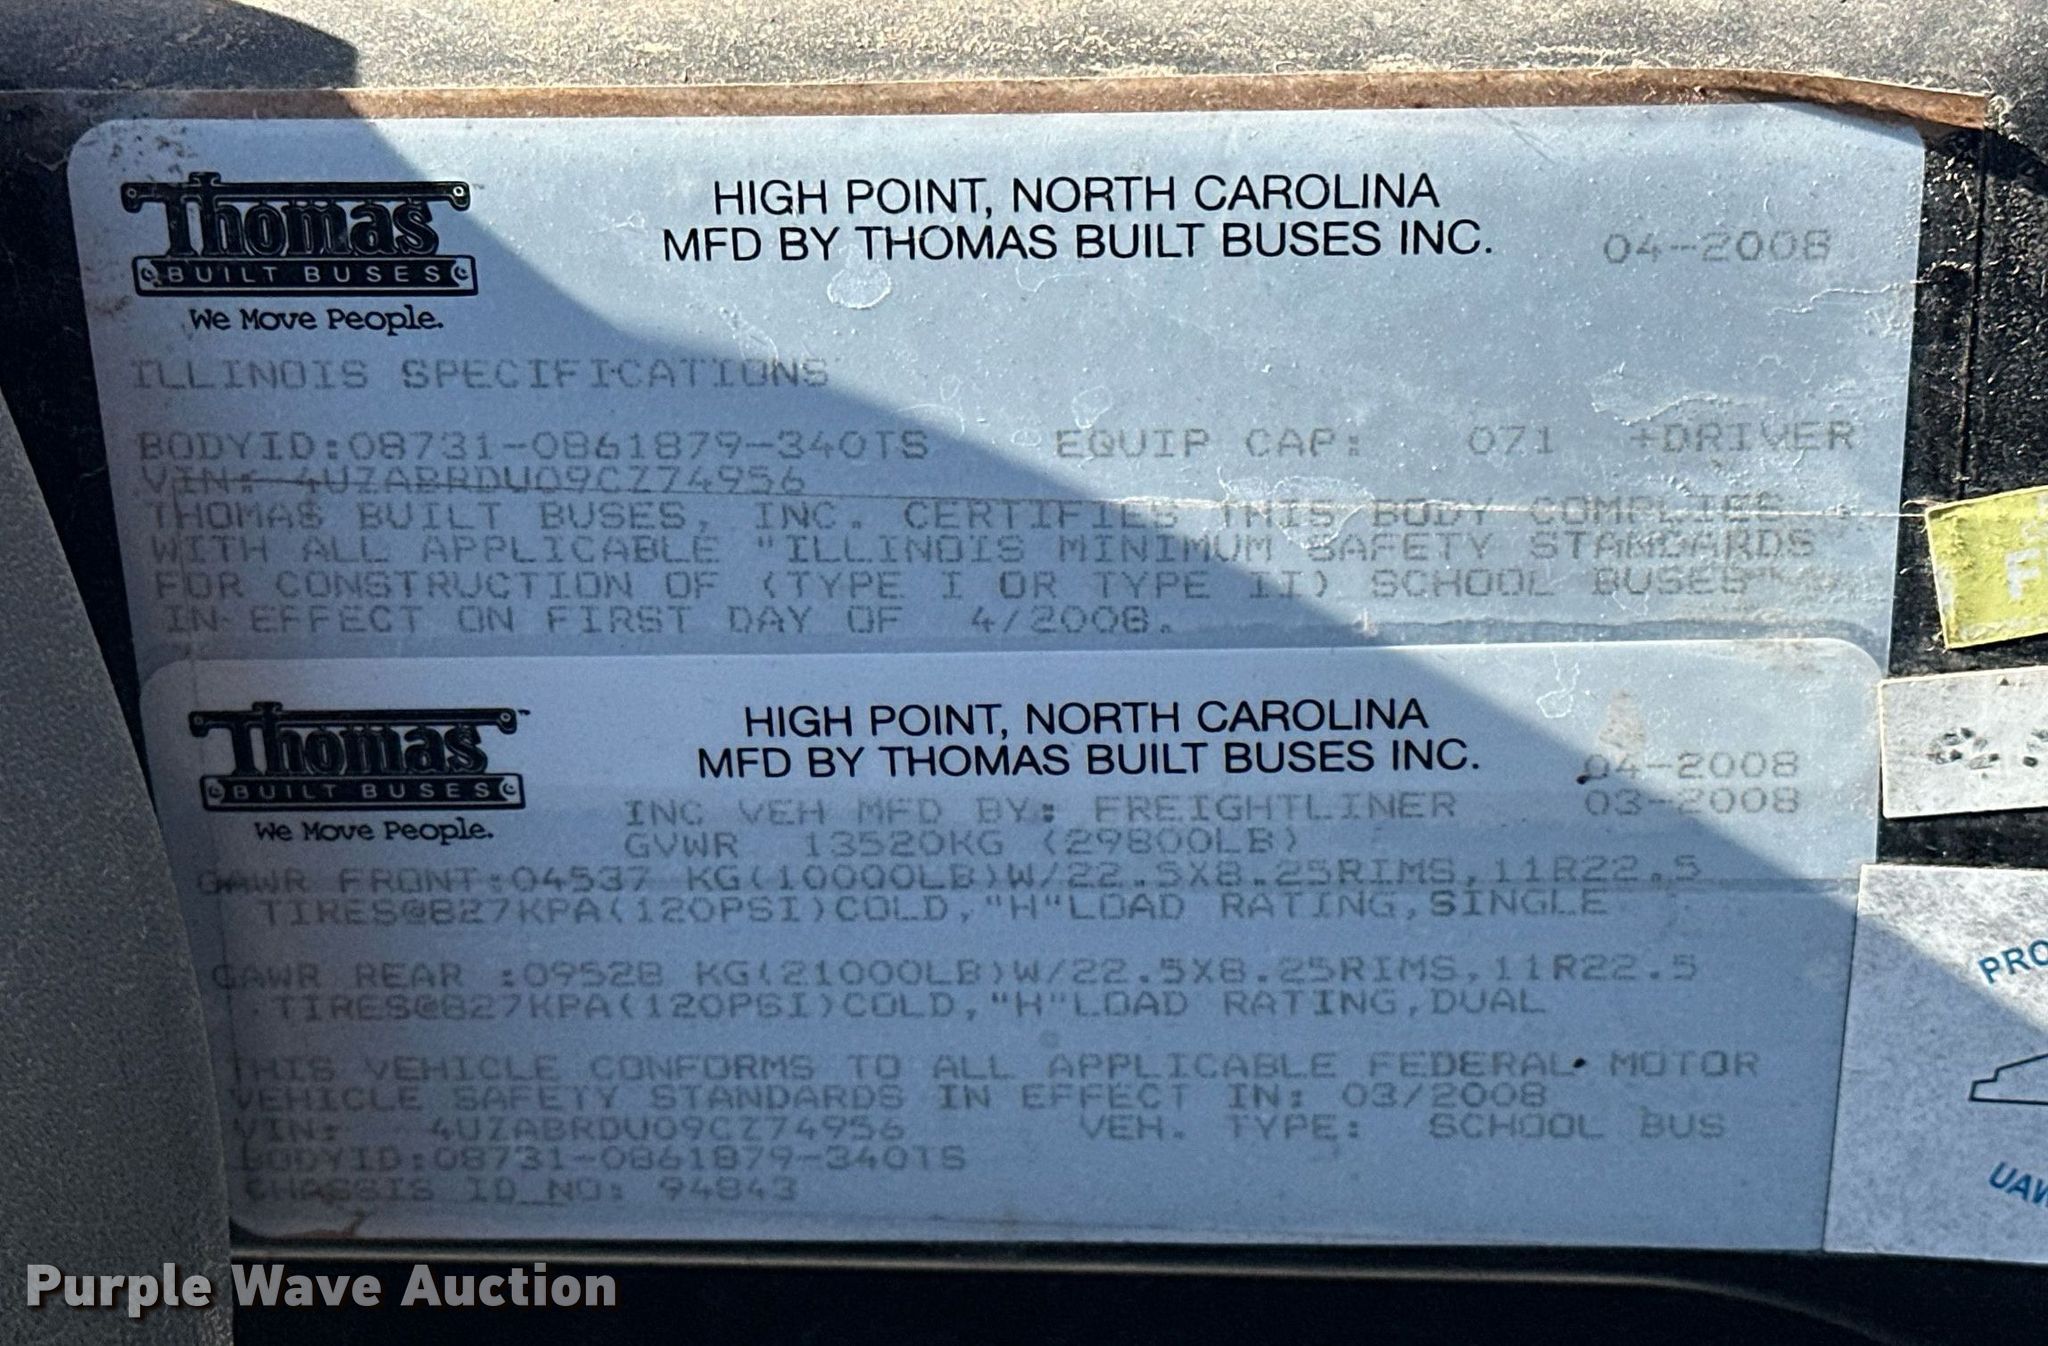 Thomas
BUILT BUSES
We Move People.
HIGH POINT, NORTH CAROLINA
MFD BY THOMAS BUILT BUSES INC.
04-2008
ILLINOIS SPECIFICATIONS
BODYID:08731-0861879-340TS EQUIP CAP: 071 +DRIVER
VIN: 4UZABRDU09CZ74956
THOMAS BUILT BUSES, INC. CERTIFIES THIS BODY COMPLIES
WITH ALL APPLICABLE "ILLINOIS MINIMUM SAFETY STANDARDS
FOR CONSTRUCTION OF (TYPE I OR TYPE II) SCHOOL BUSES"
IN EFFECT ON FIRST DAY OF 4/2008.
Thomas™
BUILT BUSES
We Move People.
HIGH POINT, NORTH CAROLINA
MFD BY THOMAS BUILT BUSES INC.
04-2008
INC VEH MFD BY: FREIGHTLINER 03-2008
GVWR 13520KG (29800LB)
GAWR FRONT:04537 KG(10000LB)W/22.5X8.25RIMS,11R22.5
TIRES@827KPA(120PSI)COLD,"H"LOAD RATING,SINGLE
GAWR REAR :09528 KG(21000LB)W/22.5X8.25RIMS,11R22.5
TIRES@827KPA(120PSI)COLD,"H"LOAD RATING,DUAL
THIS VEHICLE CONFORMS TO ALL APPLICABLE FEDERAL MOTOR
VEHICLE SAFETY STANDARDS IN EFFECT IN: 03/2008
VIN: 4UZABRDU09CZ74956 VEH. TYPE: SCHOOL BUS
BODYID:08731-0861879-340TS
CHASSIS ID NO: 94843
F
PRO
UAW
Purple Wave Auction